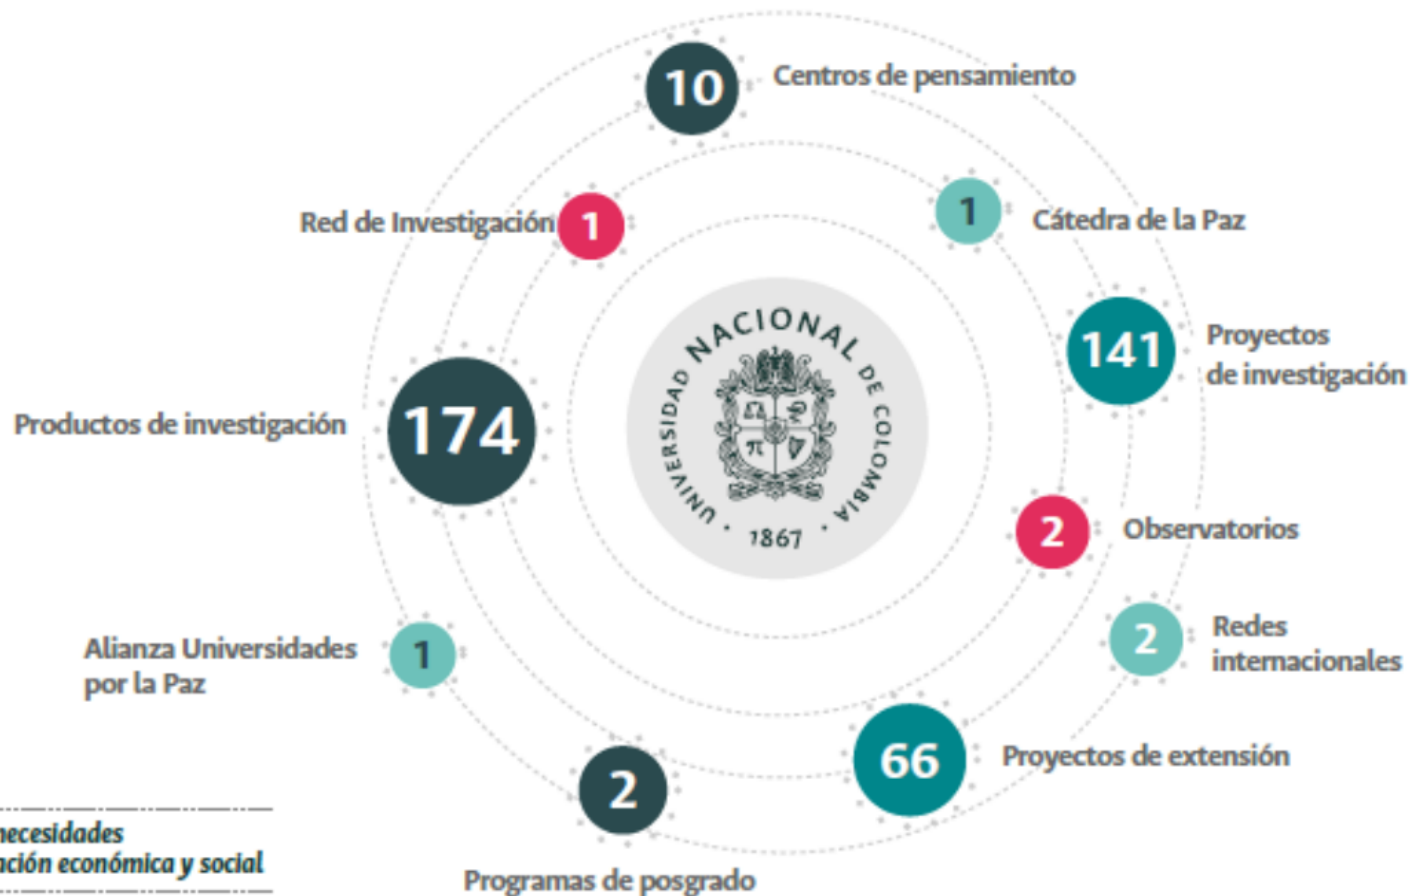 10
Centros de pensamiento
1
Cátedra de la Paz
Red de Investigación
1
141
Proyectos
de investigación
UNIVERSIDAD NACIONAL DE COLOMBIA
1867
Productos de investigación
174
2
Observatorios
2
Redes
internacionales
Alianza Universidades
por la Paz
1
66
Proyectos de extensión
2
Programas de posgrado
necesidades
ación económica y social